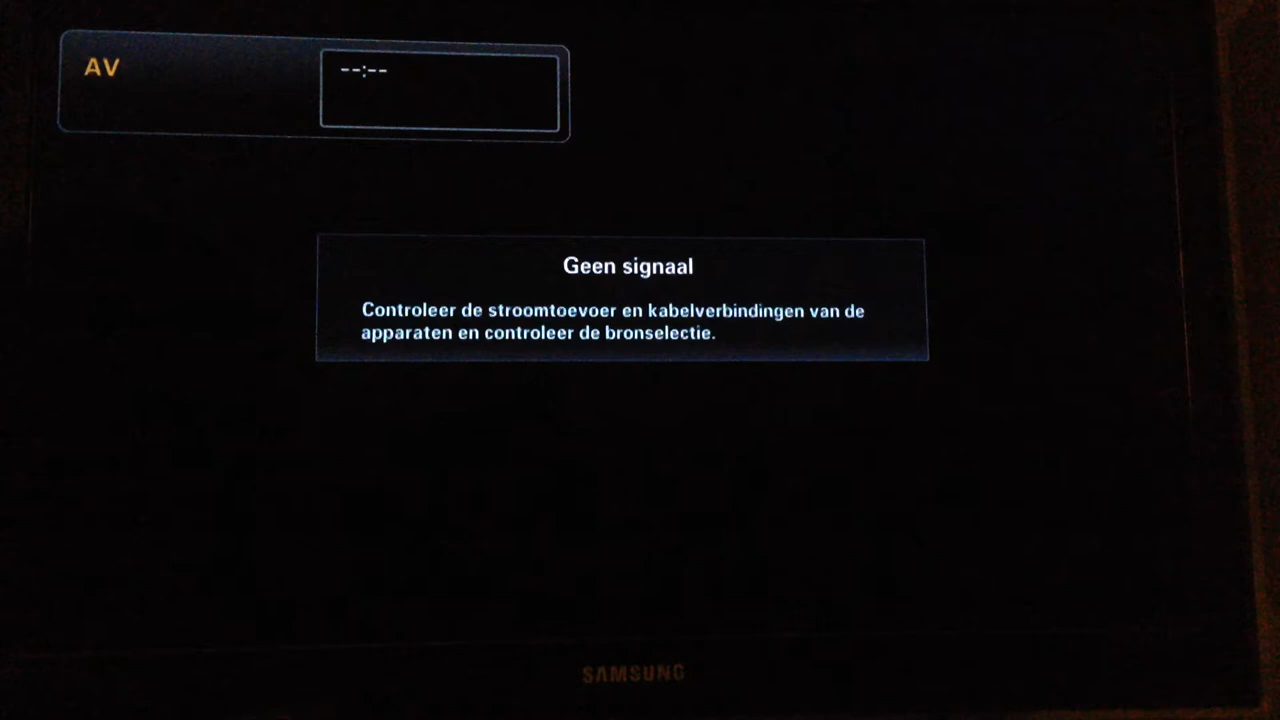 AV
--:--
Geen signaal
Controleer de stroomtoevoer en kabelverbindingen van de
apparaten en controleer de bronselectie.
SAMSUNG